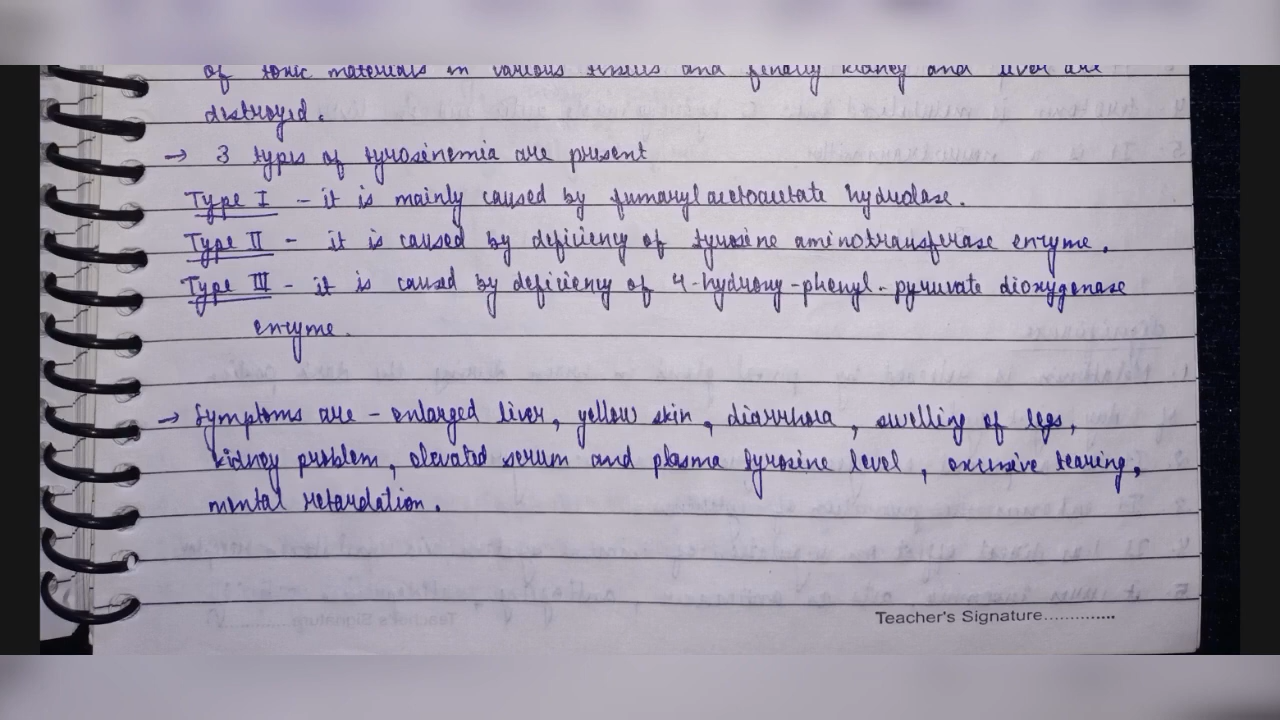 of toxic materials in various tissues and finally kidney and liver are
destroyed.
→ 3 types of tyrosinemia are present
Type I - it is mainly caused by fumarylacetoacetate hydrolase.
Type II - it is caused by deficiency of tyrosine aminotransferase enzyme.
Type III - it is caused by deficiency of 4-hydroxy-phenyl-pyruvate dioxygenase
enzyme.
→ Symptoms are - enlarged liver, yellow skin, diarrhoea, swelling of legs,
kidney problem, elevated serum and plasma tyrosine level, excessive tearing,
mental retardation.
Teacher's Signature..............